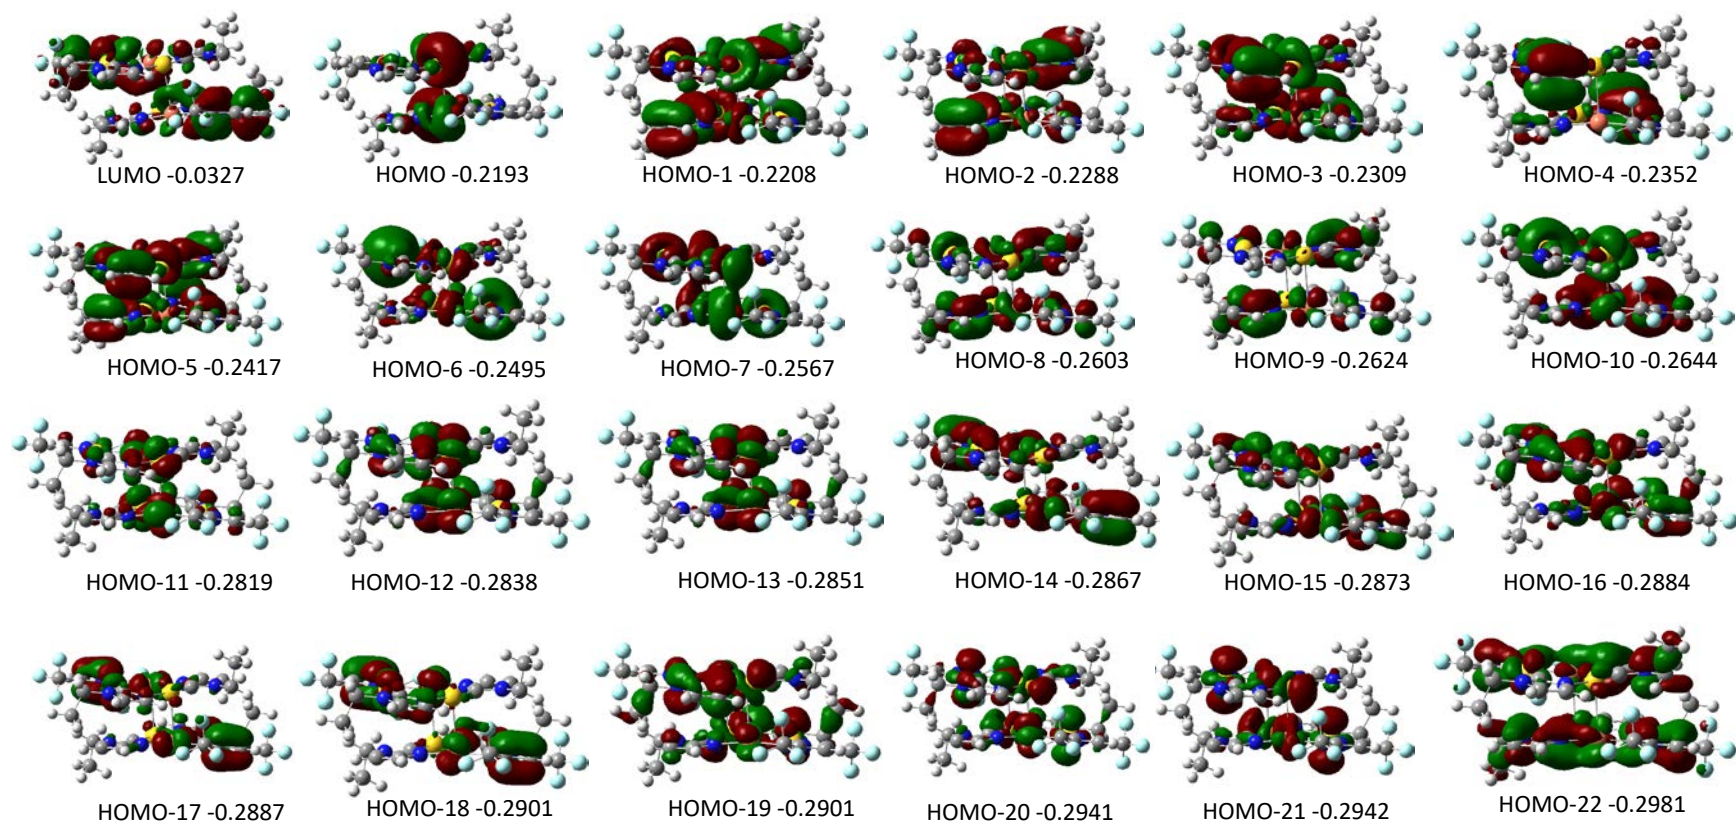 LUMO -0.0327
HOMO -0.2193
HOMO-1 -0.2208
HOMO-2 -0.2288
HOMO-3 -0.2309
HOMO-4 -0.2352
HOMO-5 -0.2417
HOMO-6 -0.2495
HOMO-7 -0.2567
HOMO-8 -0.2603
HOMO-9 -0.2624
HOMO-10 -0.2644
HOMO-11 -0.2819
HOMO-12 -0.2838
HOMO-13 -0.2851
HOMO-14 -0.2867
HOMO-15 -0.2873
HOMO-16 -0.2884
HOMO-17 -0.2887
HOMO-18 -0.2901
HOMO-19 -0.2901
HOMO-20 -0.2941
HOMO-21 -0.2942
HOMO-22 -0.2981